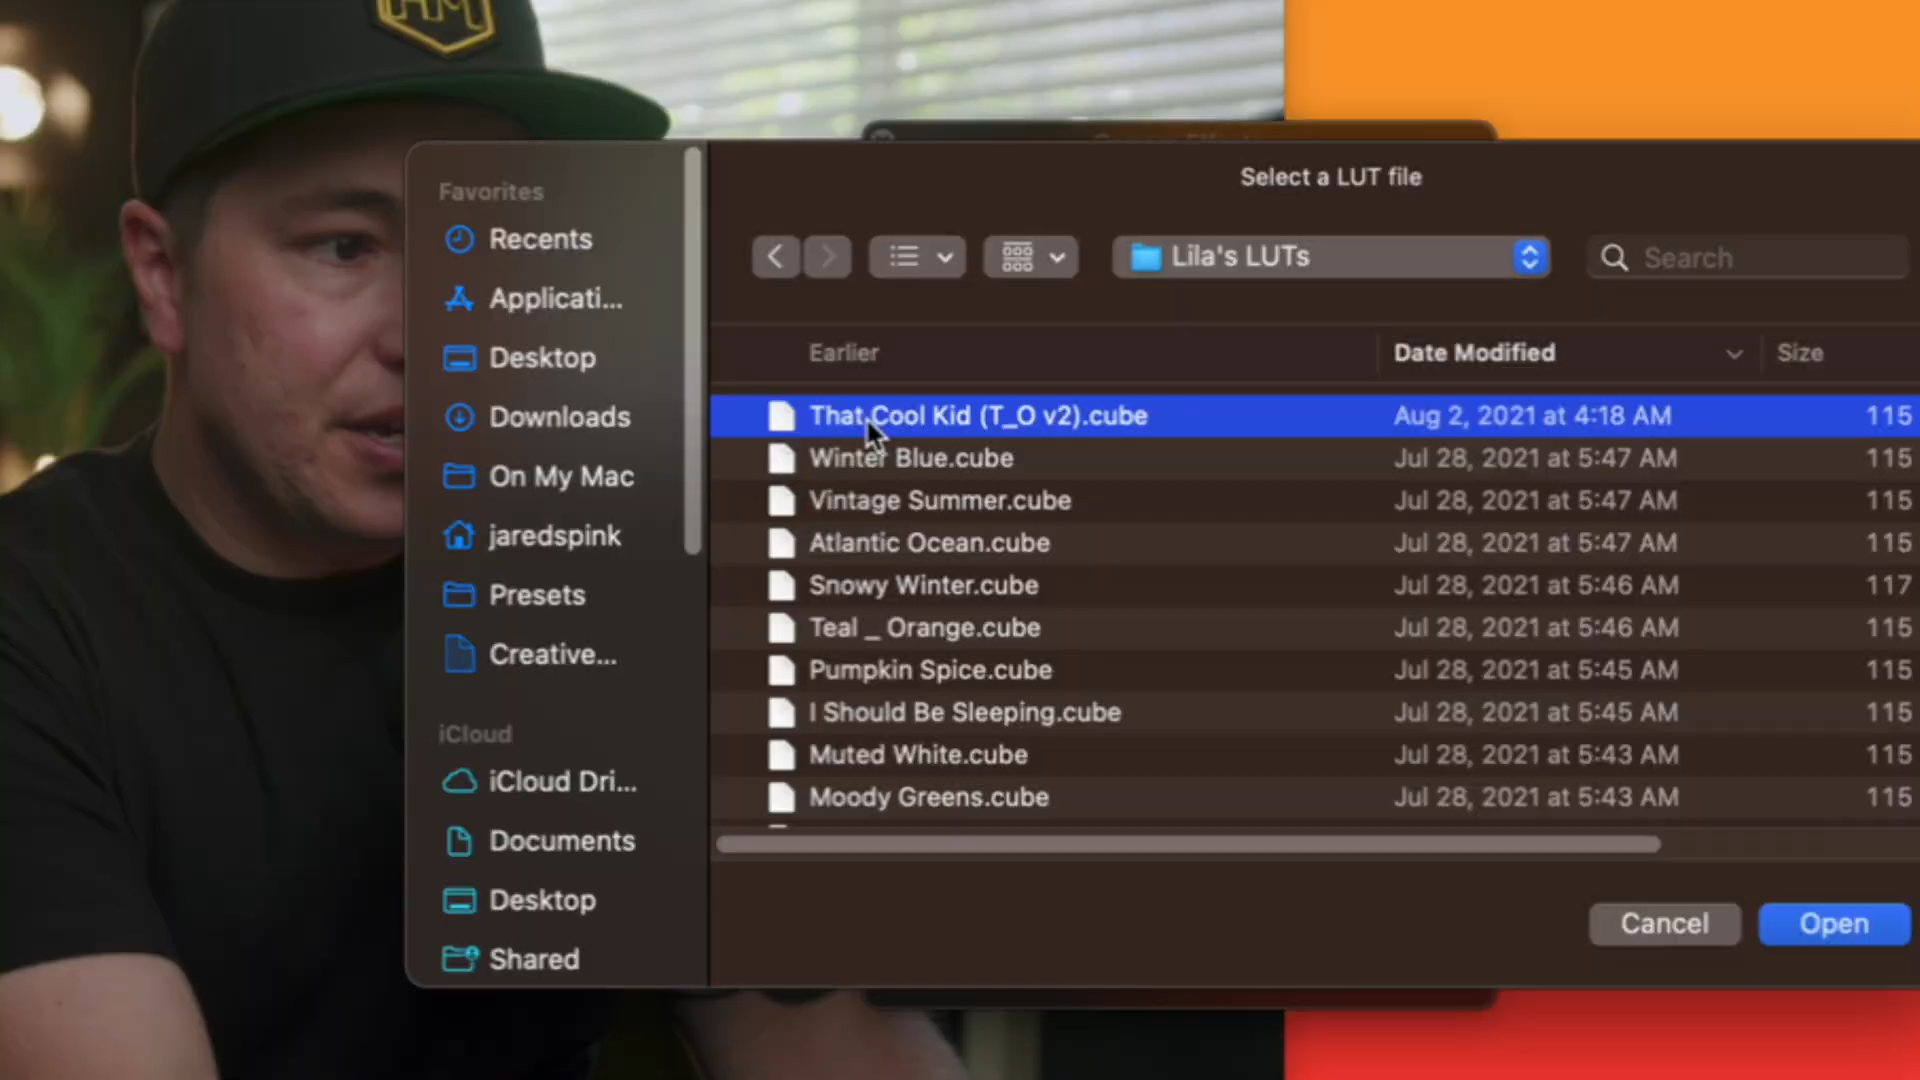 HM
Select a LUT file
Favorites
Recents
Applicati...
Desktop
Downloads
On My Mac
jaredspink
Presets
Creative...
iCloud
iCloud Dri...
Documents
Desktop
Shared
Lila's LUTs
Search
Earlier
Date Modified
Size
That Cool Kid (T_O v2).cube
Aug 2, 2021 at 4:18 AM
115
Winter Blue.cube
Jul 28, 2021 at 5:47 AM
115
Vintage Summer.cube
Jul 28, 2021 at 5:47 AM
115
Atlantic Ocean.cube
Jul 28, 2021 at 5:47 AM
115
Snowy Winter.cube
Jul 28, 2021 at 5:46 AM
117
Teal _ Orange.cube
Jul 28, 2021 at 5:46 AM
115
Pumpkin Spice.cube
Jul 28, 2021 at 5:45 AM
115
I Should Be Sleeping.cube
Jul 28, 2021 at 5:45 AM
115
Muted White.cube
Jul 28, 2021 at 5:43 AM
115
Moody Greens.cube
Jul 28, 2021 at 5:43 AM
115
Cancel
Open